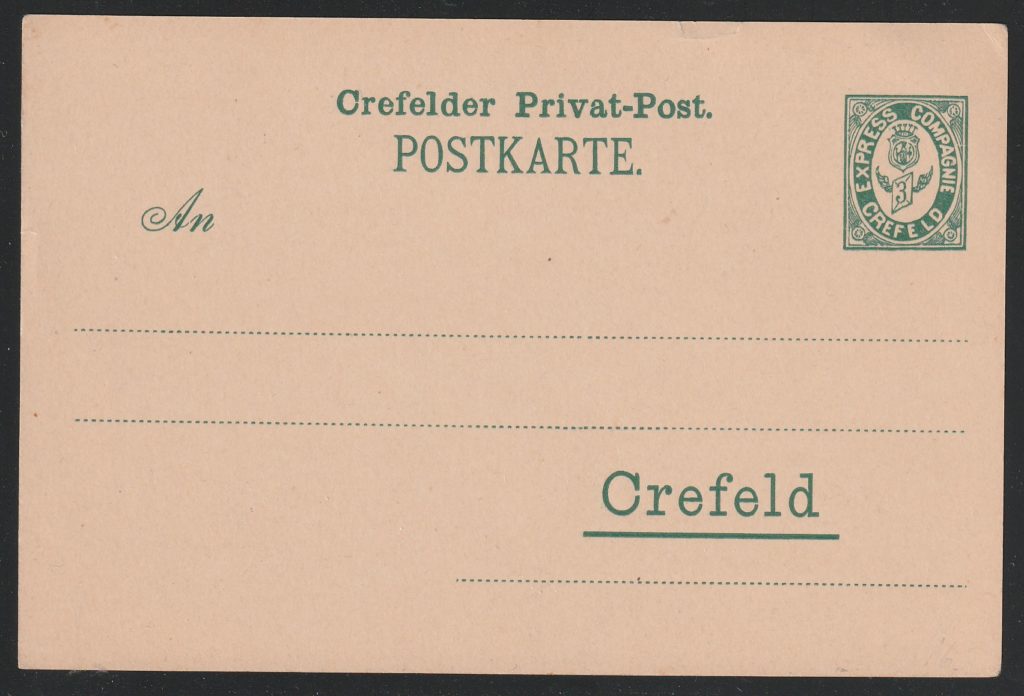 Crefelder Privat-Post.
POSTKARTE.
EXPRESS COMPAGNIE
3
CREFELD
An
Crefeld